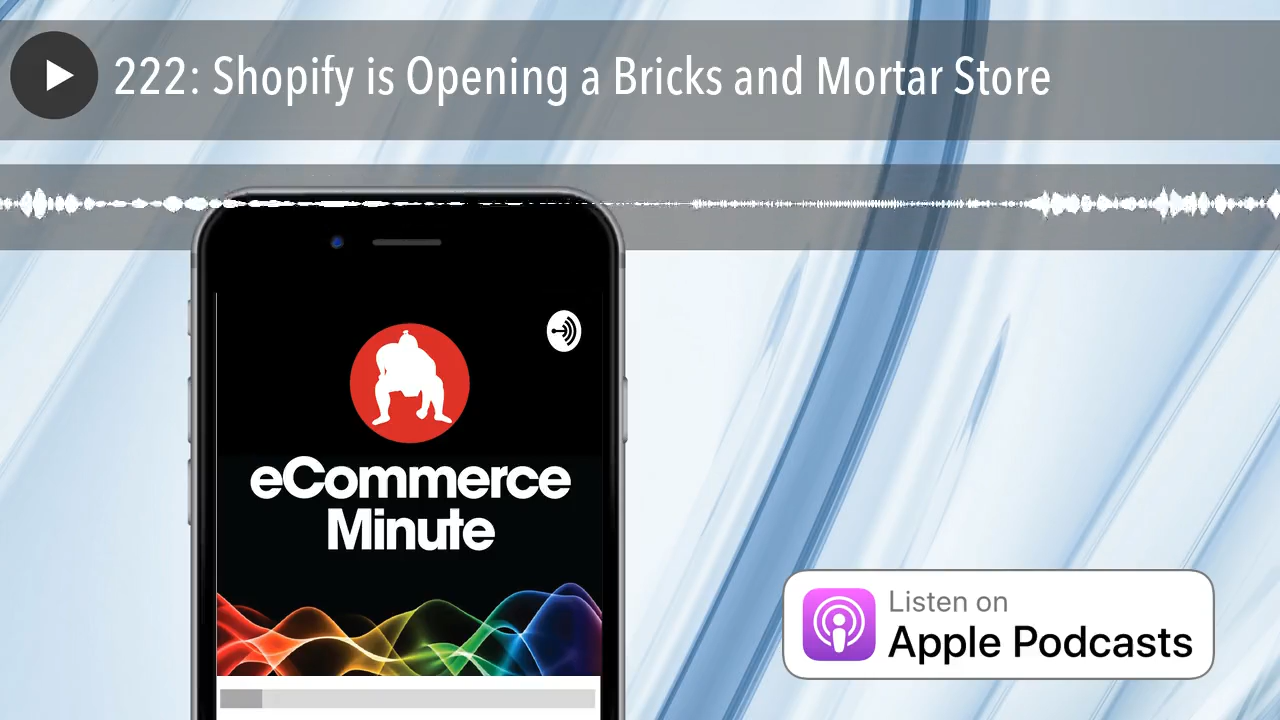 222: Shopify is Opening a Bricks and Mortar Store
eCommerce
Minute
Listen on
Apple Podcasts